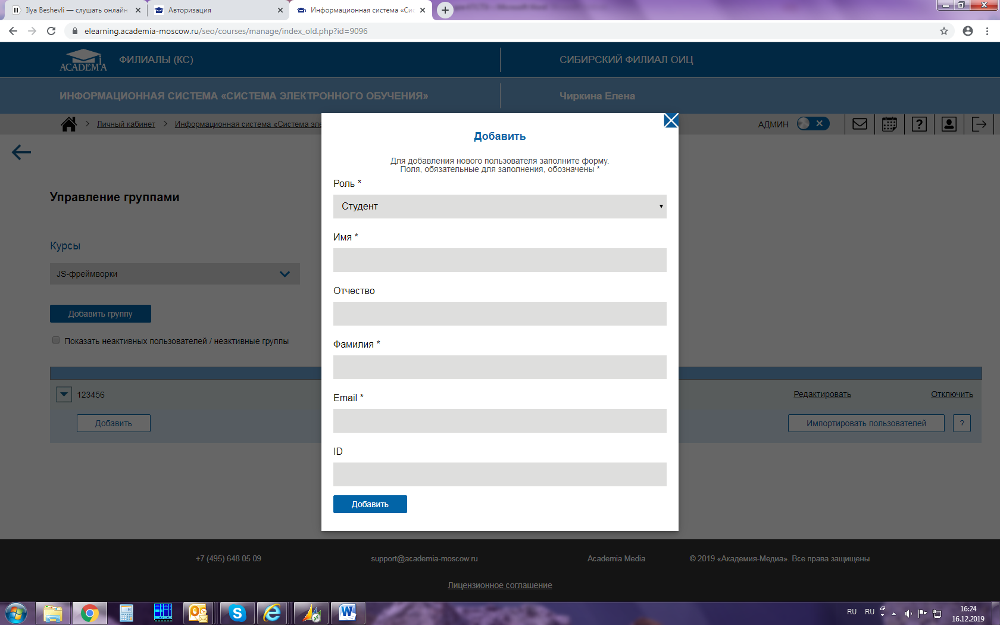 Ilya Beshevli — слушать онлайн
Авторизация
Информационная система «Сис
elearning.academia-moscow.ru/seo/courses/manage/index_old.php?id=9096
ACADEMIA
ФИЛИАЛЫ (КС)
СИБИРСКИЙ ФИЛИАЛ ОИЦ
ИНФОРМАЦИОННАЯ СИСТЕМА «СИСТЕМА ЭЛЕКТРОННОГО ОБУЧЕНИЯ»
Чиркина Елена
Личный кабинет
Информационная система «Система эле
АДМИН
Управление группами
Курсы
JS-фреймворки
Добавить группу
Показать неактивных пользователей / неактивные группы
123456
Редактировать
Отключить
Добавить
Импортировать пользователей
?
Добавить
Для добавления нового пользователя заполните форму.
Поля, обязательные для заполнения, обозначены *
Роль *
Студент
Имя *
Отчество
Фамилия *
Email *
ID
Добавить
+7 (495) 648 05 09
support@academia-moscow.ru
Academia Media
© 2019 «Академия-Медиа». Все права защищены
Лицензионное соглашение
RU
RU
16:24
16.12.2019